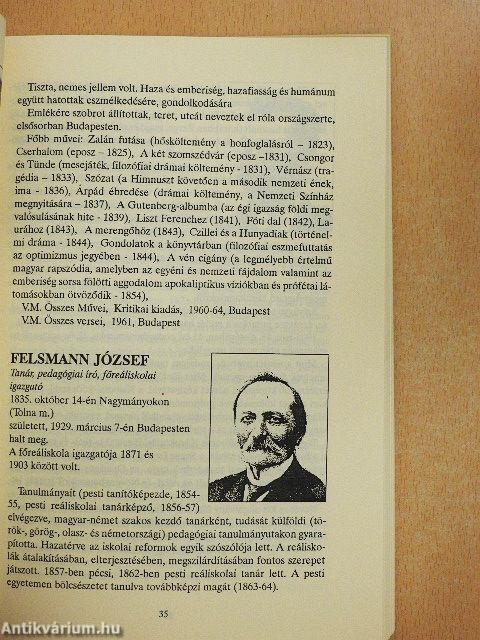 Tiszta, nemes jellem volt. Haza és emberiség, hazafiasság és humánum
együtt hatottak eszmélkedésére, gondolkodására
Emlékére szobrot állítottak, teret, utcát neveztek el róla országszerte,
elsősorban Budapesten.
Főbb művei: Zalán futása (hősköltemény a honfoglalásról – 1823),
Cserhalom (eposz – 1825), A két szomszédvár (eposz –1831), Csongor
és Tünde (mesejáték, filozófiai drámai költemény - 1831), Vérnász (tra-
gédia – 1833), Szózat (a Himnuszt követően a második nemzeti ének,
ima - 1836), Árpád ébredése (drámai költemény, a Nemzeti Színház
megnyitására – 1837), A Gutenberg-albumba (az égi igazság földi meg-
valósulásának hite - 1839), Liszt Ferenchez (1841), Fóti dal (1842), La-
urához (1843), A merengőhöz (1843), Czillei és a Hunyadiak (történel-
mi dráma - 1844), Gondolatok a könyvtárban (filozófiai eszmefuttatás
az optimizmus jegyében - 1844), A vén cigány (a legmélyebb értelmű
magyar rapszódia, amelyben az egyéni és nemzeti fájdalom valamint az
emberiség sorsa fölötti aggodalom apokaliptikus víziókban és prófétai lá-
tomásokban ötvöződik - 1854),
V.M. Összes Művei, Kritikai kiadás, 1960-64, Budapest
V.M. Összes versei, 1961, Budapest
FELSMANN JÓZSEF
Tanár, pedagógiai író, főreáliskolai
igazgató
1835. október 14-én Nagymányokon
(Tolna m.)
született, 1929. március 7-én Budapesten
halt meg.
A főreáliskola igazgatója 1871 és
1903 között volt.
Tanulmányait (pesti tanítóképezde, 1854-
55, pesti reáliskolai tanárképző, 1856-57)
elvégezve, magyar-német szakos kezdő tanárként, tudását külföldi (tö-
rök-, görög-, olasz- és németországi) pedagógiai tanulmányutakon gyara-
pította. Hazatérve az iskolai reformok egyik szószólója lett. A reálisko-
lák átalakításában, elterjesztésében, megszilárdításában fontos szerepet
játszott. 1857-ben pécsi, 1862-ben pesti reáliskolai tanár lett. A pesti
egyetemen bölcsészetet tanulva továbbképzi magát (1863-64).
35
Antikvárium.hu